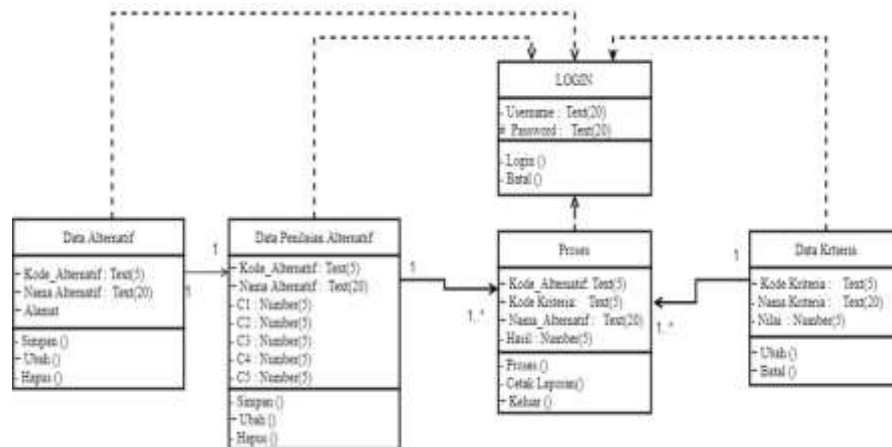 LOGIN
- Username : Text(20)
# Password : Text(20)
- Login ()
- Batal ()
Data Alternatif
- Kode_Alternatif : Text(5)
- Nama Alternatif : Text(20)
- Alamat
- Simpan ()
- Ubah ()
- Hapus ()
1
1
Data Penilaian Alternatif
- Kode_Alternatif : Text(5)
- Nama Alternatif : Text(20)
- C1 : Number(5)
- C2 : Number(5)
- C3 : Number(5)
- C4 : Number(5)
- C5 : Number(5)
- Simpan ()
- Ubah ()
- Hapus ()
1
1..*
Proses
- Kode_Alternatif: Text(5)
- Kode Kriteria: Text(5)
- Nama_Alternatif : Text(20)
- Hasil : Number(5)
- Proses ()
- Cetak Laporan()
- Keluar ()
1
1..*
Data Kriteria
- Kode Kriteria : Text(5)
- Nama Kriteria : Text(20)
- Nilai : Number(5)
- Ubah ()
- Batal ()